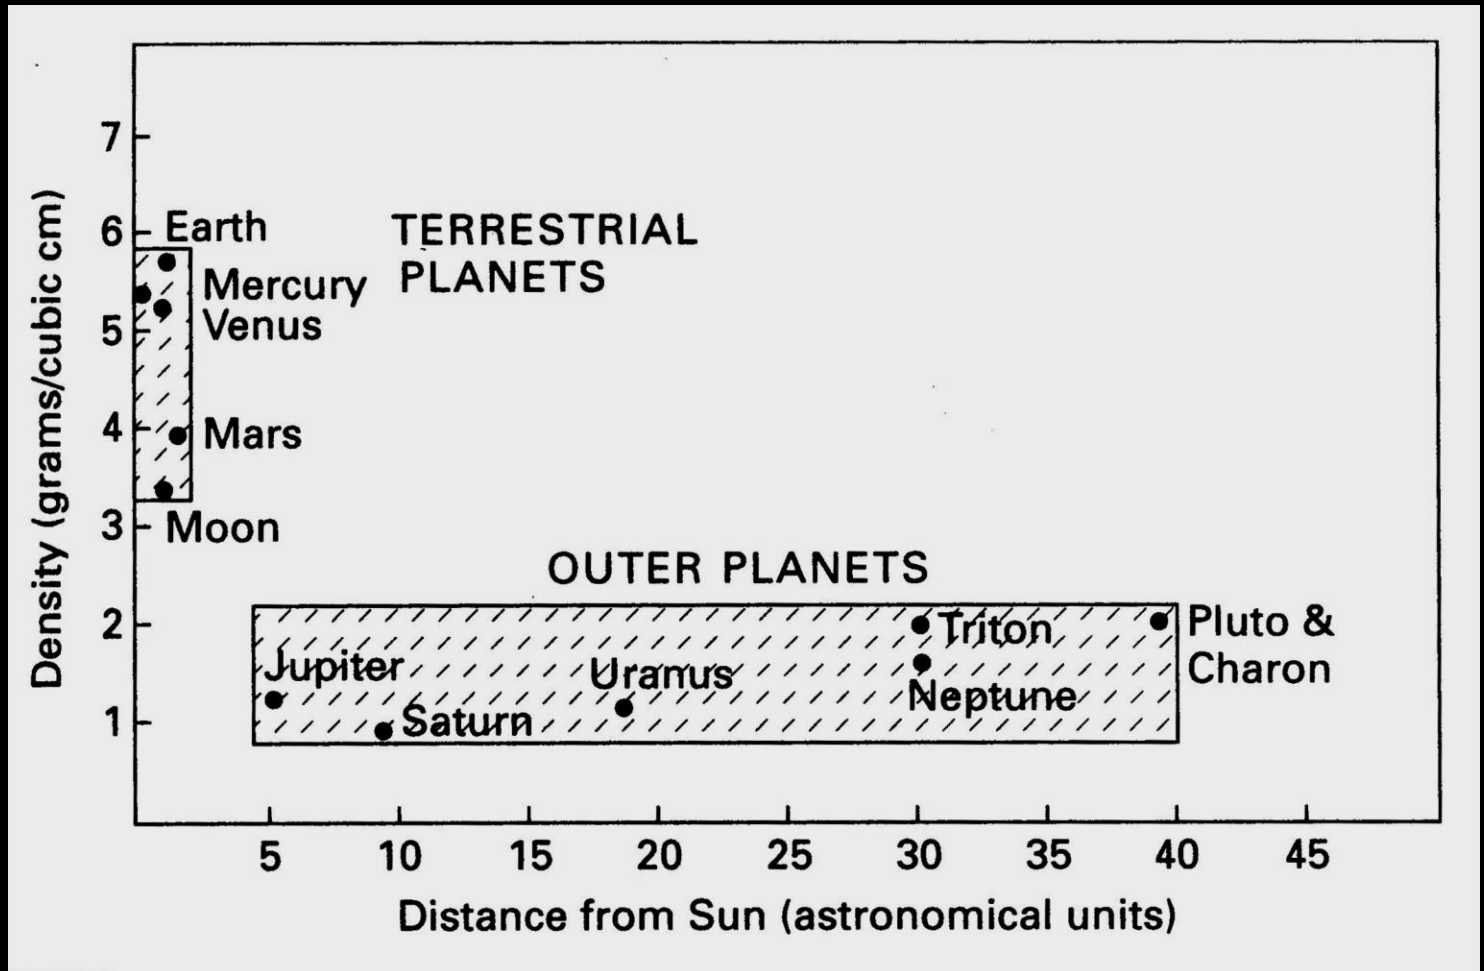 7
6
5
4
3
2
1
Density (grams/cubic cm)
Earth
TERRESTRIAL
PLANETS
Mercury
Venus
Mars
Moon
OUTER PLANETS
Jupiter
Saturn
Uranus
Triton
Neptune
Pluto &
Charon
5 10 15 20 25 30 35 40 45
Distance from Sun (astronomical units)